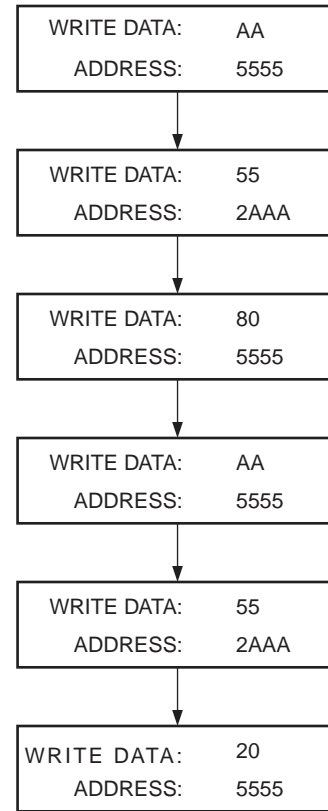 WRITE DATA: AA
ADDRESS: 5555
WRITE DATA: 55
ADDRESS: 2AAA
WRITE DATA: 80
ADDRESS: 5555
WRITE DATA: AA
ADDRESS: 5555
WRITE DATA: 55
ADDRESS: 2AAA
WRITE DATA: 20
ADDRESS: 5555